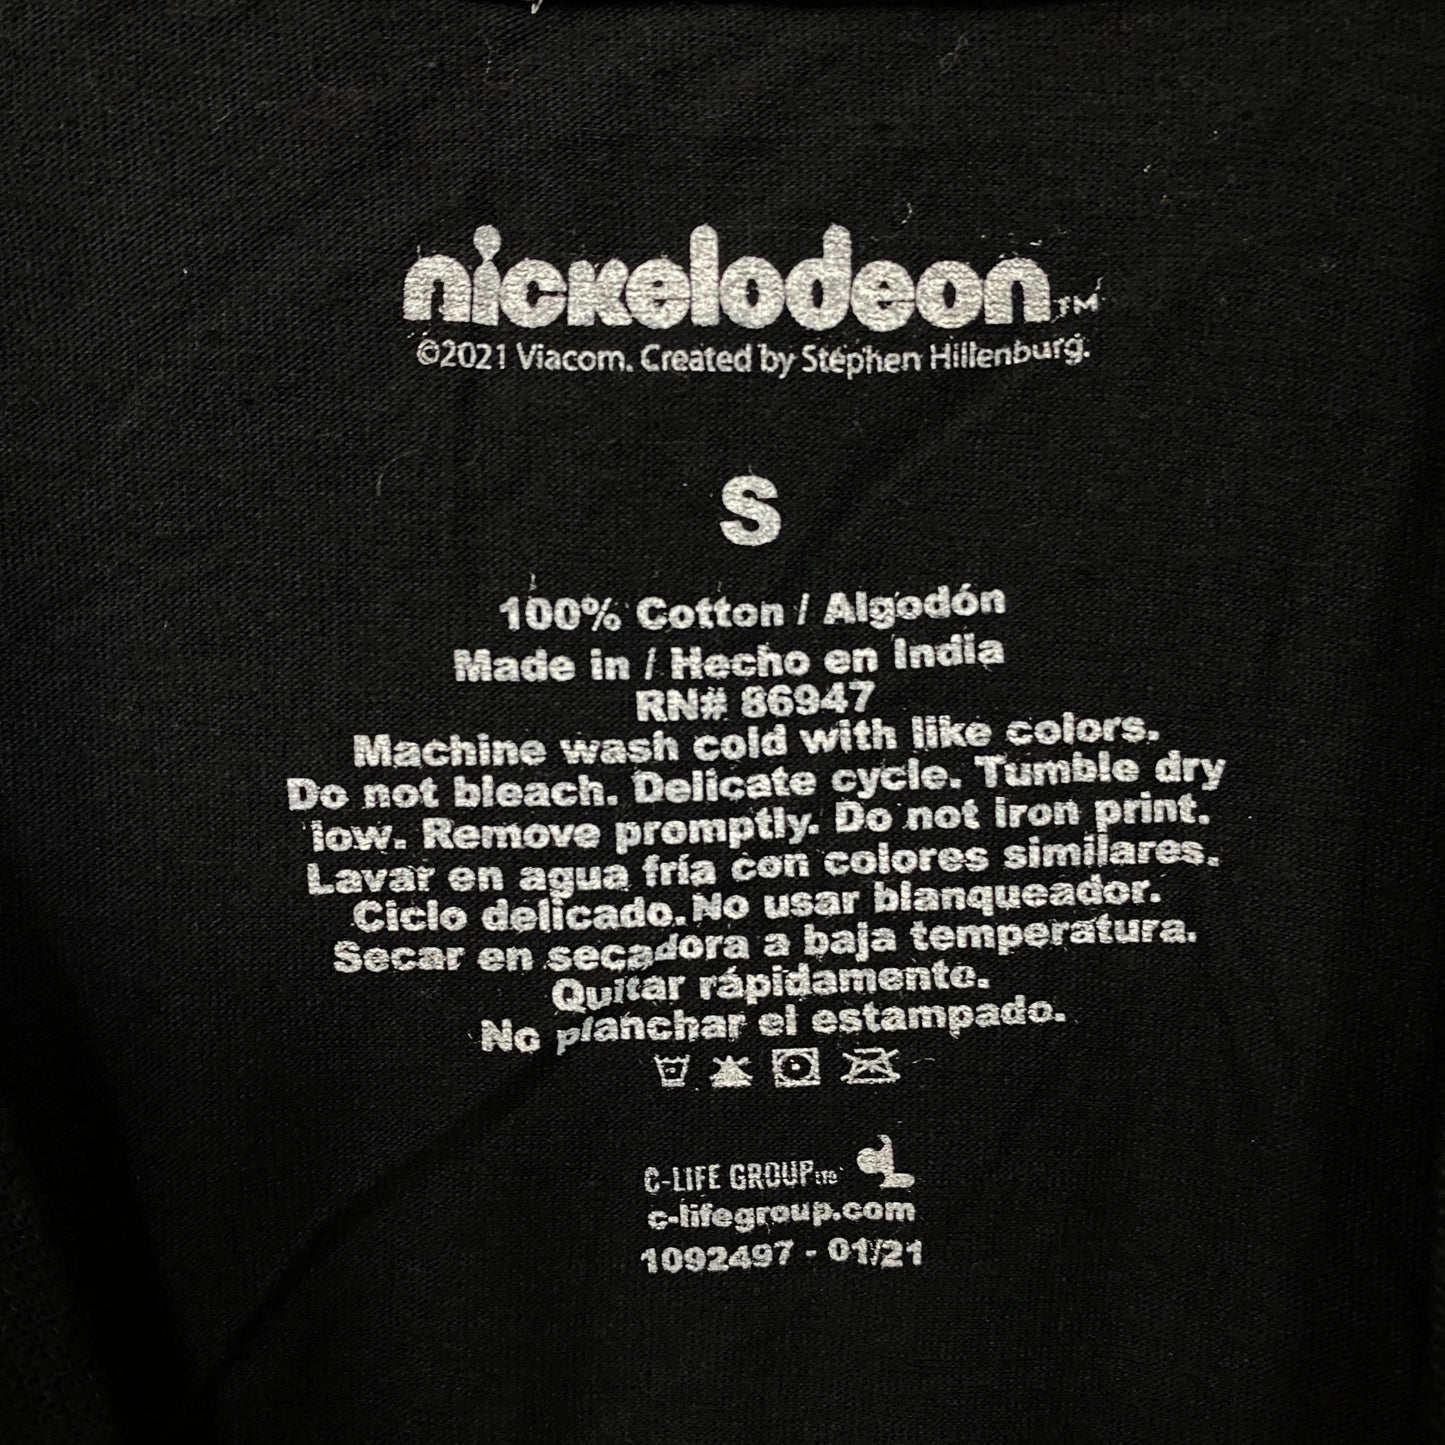 nickelodeon™
©2021 Viacom. Created by Stephen Hillenburg.
S
100% Cotton / Algodón
Made in / Hecho en India
RN# 86947
Machine wash cold with like colors.
Do not bleach. Delicate cycle. Tumble dry
low. Remove promptly. Do not iron print.
Lavar en agua fría con colores similares.
Ciclo delicado. No usar blanqueador.
Secar en secadora a baja temperatura.
Quitar rápidamente.
No planchar el estampado.
C-LIFE GROUP LTD
c-lifegroup.com
1092497 - 01/21